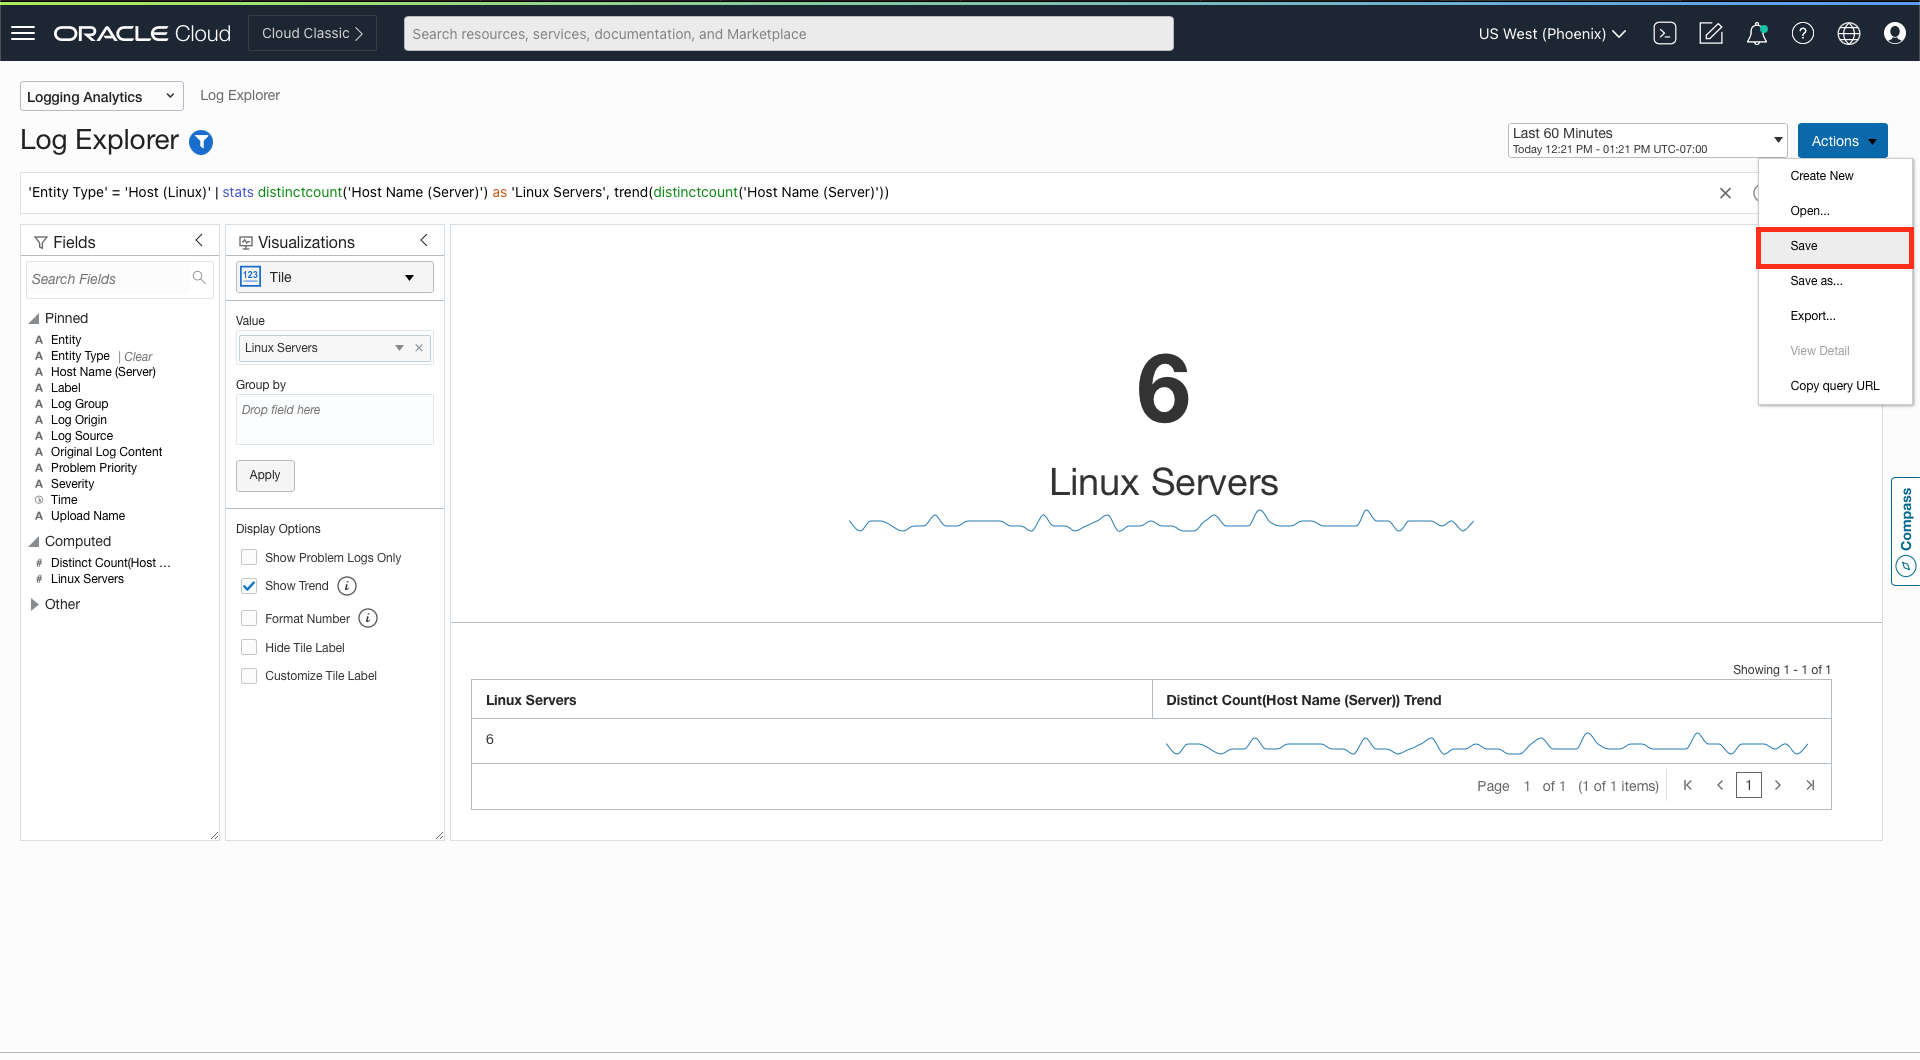 ORACLE Cloud
Cloud Classic
Search resources, services, documentation, and Marketplace
US West (Phoenix)
Logging Analytics
Log Explorer
Log Explorer
Last 60 Minutes
Today 12:21 PM - 01:21 PM UTC-07:00
Actions
'Entity Type' = 'Host (Linux)' | stats distinctcount('Host Name (Server)') as 'Linux Servers', trend(distinctcount('Host Name (Server)'))
Create New
Open...
Save
Save as...
Export...
View Detail
Copy query URL
Fields
Search Fields
Pinned
A Entity
A Entity Type | Clear
A Host Name (Server)
A Label
A Log Group
A Log Origin
A Log Source
A Original Log Content
A Problem Priority
A Severity
Time
A Upload Name
Computed
# Distinct Count(Host ...
# Linux Servers
Other
Visualizations
123 Tile
Value
Linux Servers
Group by
Drop field here
Apply
Display Options
Show Problem Logs Only
Show Trend i
Format Number i
Hide Tile Label
Customize Tile Label
6
Linux Servers
Compass
Showing 1 - 1 of 1
Linux Servers
Distinct Count(Host Name (Server)) Trend
6
Page 1 of 1 (1 of 1 items)
1